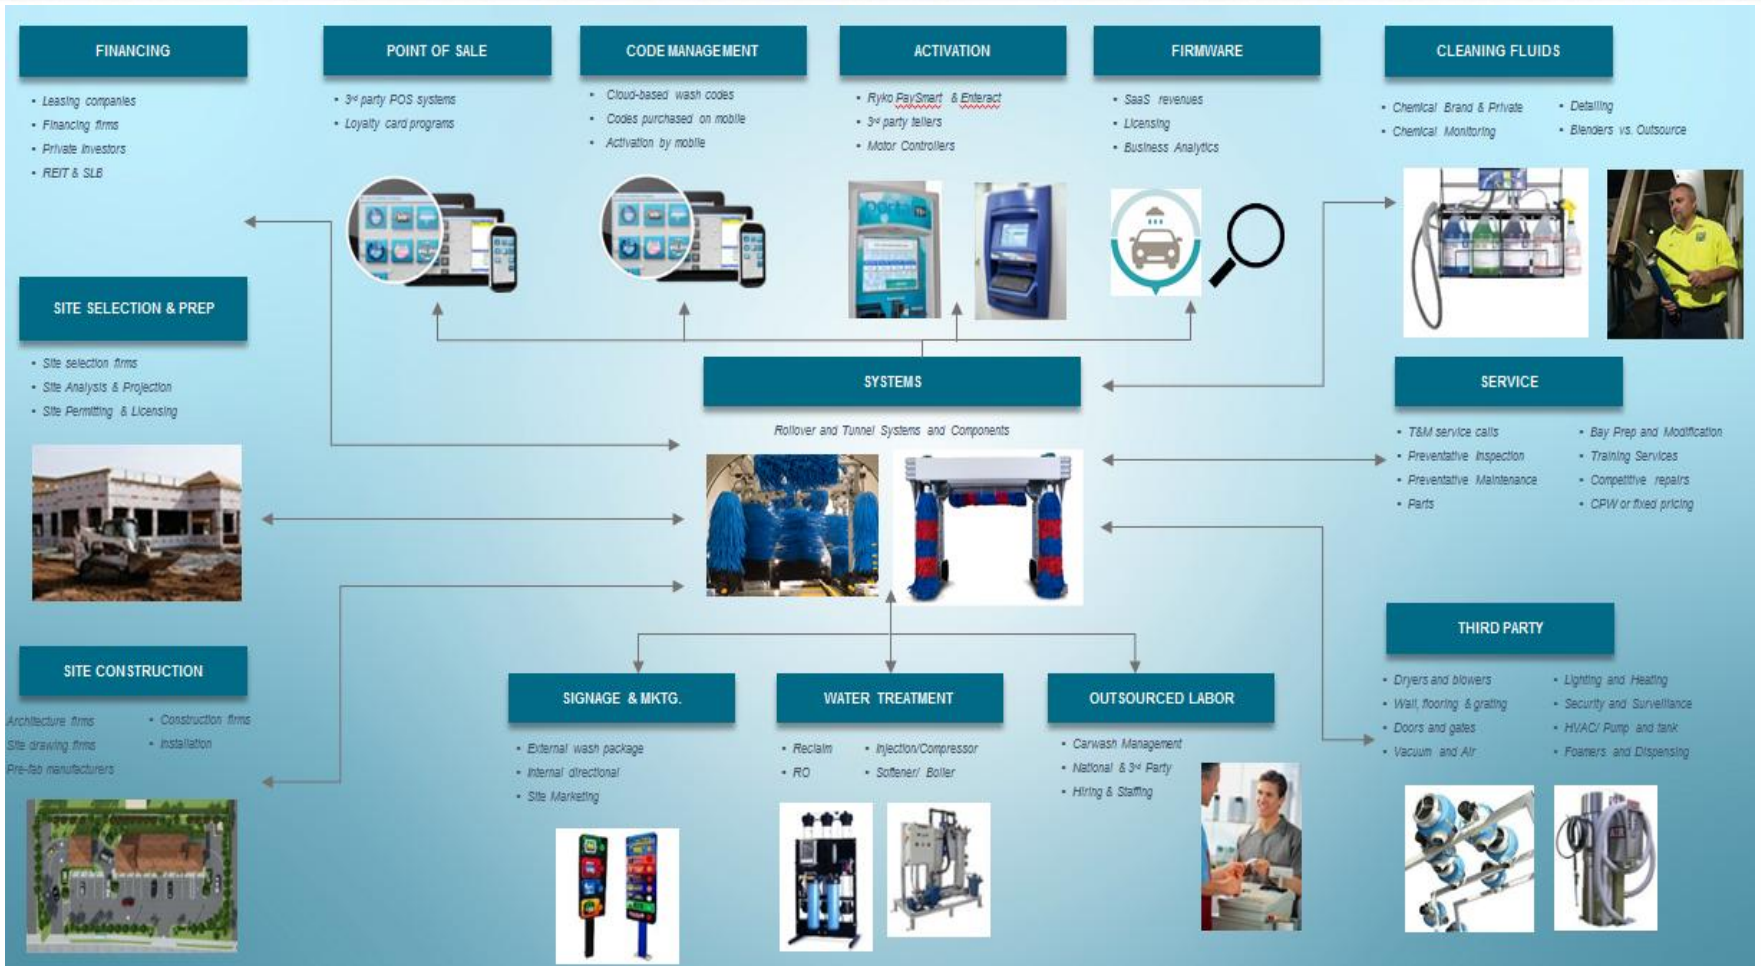 FINANCING
• Leasing companies
• Financing firms
• Private Investors
• REIT & SLB
POINT OF SALE
• 3rd party POS systems
• Loyalty card programs
CODE MANAGEMENT
• Cloud-based wash codes
• Codes purchased on mobile
• Activation by mobile
ACTIVATION
• Ryko PaySmart & Enteract
• 3rd party tellers
• Motor Controllers
FIRMWARE
• SaaS revenues
• Licensing
• Business Analytics
CLEANING FLUIDS
• Chemical Brand & Private
• Chemical Monitoring
• Detailing
• Blenders vs. Outsource
SITE SELECTION & PREP
• Site selection firms
• Site Analysis & Projection
• Site Permitting & Licensing
SYSTEMS
Rollover and Tunnel Systems and Components
SERVICE
• T&M service calls
• Preventative Inspection
• Preventative Maintenance
• Parts
• Bay Prep and Modification
• Training Services
• Competitive repairs
• CPW or fixed pricing
SITE CONSTRUCTION
Architecture firms
Site drawing firms
Pre-fab manufacturers
• Construction firms
• Installation
SIGNAGE & MKTG.
• External wash package
• Internal directional
• Site Marketing
WATER TREATMENT
• Reclaim
• RO
• Injection/Compressor
• Softener/ Boiler
OUTSOURCED LABOR
• Carwash Management
• National & 3rd Party
• Hiring & Staffing
THIRD PARTY
• Dryers and blowers
• Wall, flooring & grating
• Doors and gates
• Vacuum and Air
• Lighting and Heating
• Security and Surveillance
• HVAC/ Pump and tank
• Foamers and Dispensing
AIR